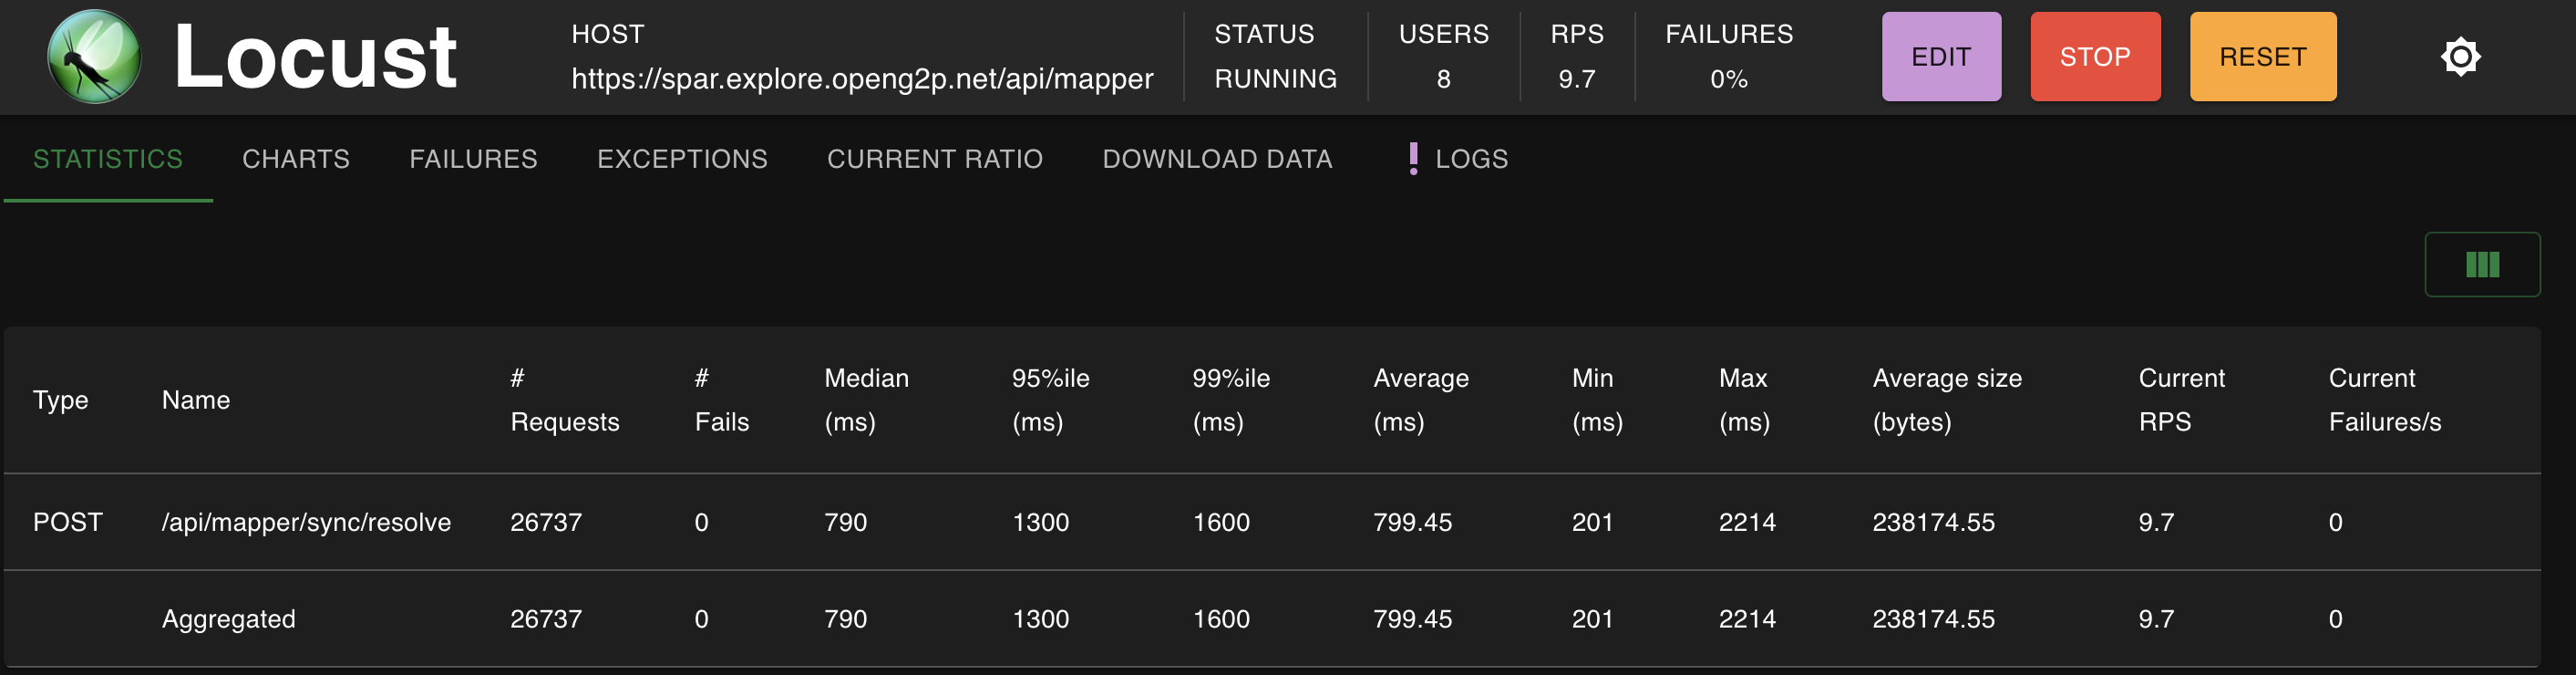 Locust
HOST
https://spar.explore.openg2p.net/api/mapper
STATUS
RUNNING
USERS
8
RPS
9.7
FAILURES
0%
EDIT
STOP
RESET
STATISTICS CHARTS FAILURES EXCEPTIONS CURRENT RATIO DOWNLOAD DATA LOGS
Type Name # Requests # Fails Median (ms) 95%ile (ms) 99%ile (ms) Average (ms) Min (ms) Max (ms) Average size (bytes) Current RPS Current Failures/s
POST /api/mapper/sync/resolve 26737 0 790 1300 1600 799.45 201 2214 238174.55 9.7 0
Aggregated 26737 0 790 1300 1600 799.45 201 2214 238174.55 9.7 0